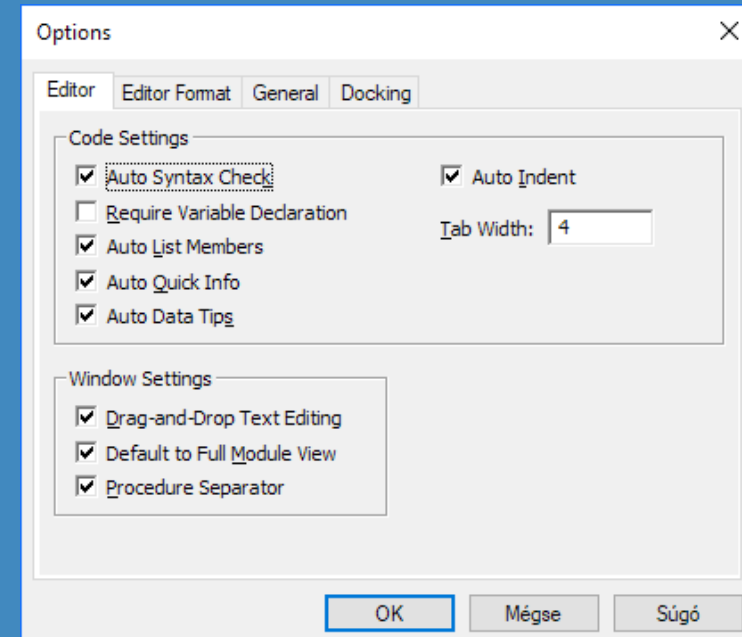 Options
Editor Editor Format General Docking
Code Settings
Auto Syntax Check Auto Indent
Require Variable Declaration
Tab Width: 4
Auto List Members
Auto Quick Info
Auto Data Tips
Window Settings
Drag-and-Drop Text Editing
Default to Full Module View
Procedure Separator
OK Mégse Súgó